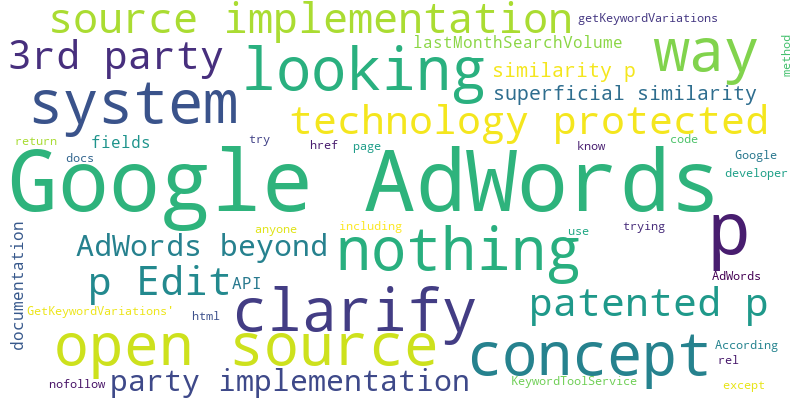 source implementation
getKeywordVariations
3rd party
looking
lastMonthSearchVolume
way
method
system
similarity p
superficial similarity
technology protected
return
fields
docs
try
href
page
know
code
Google
developer
Google AdWords
p
documentation
AdWords beyond
anyone
nothing
including
use
trying
p Edit
API
AdWords
GetKeywordVariations'
html
clarify
patented p
open source
concept
According
rel
nofollow
party implementation
KeywordToolService
except